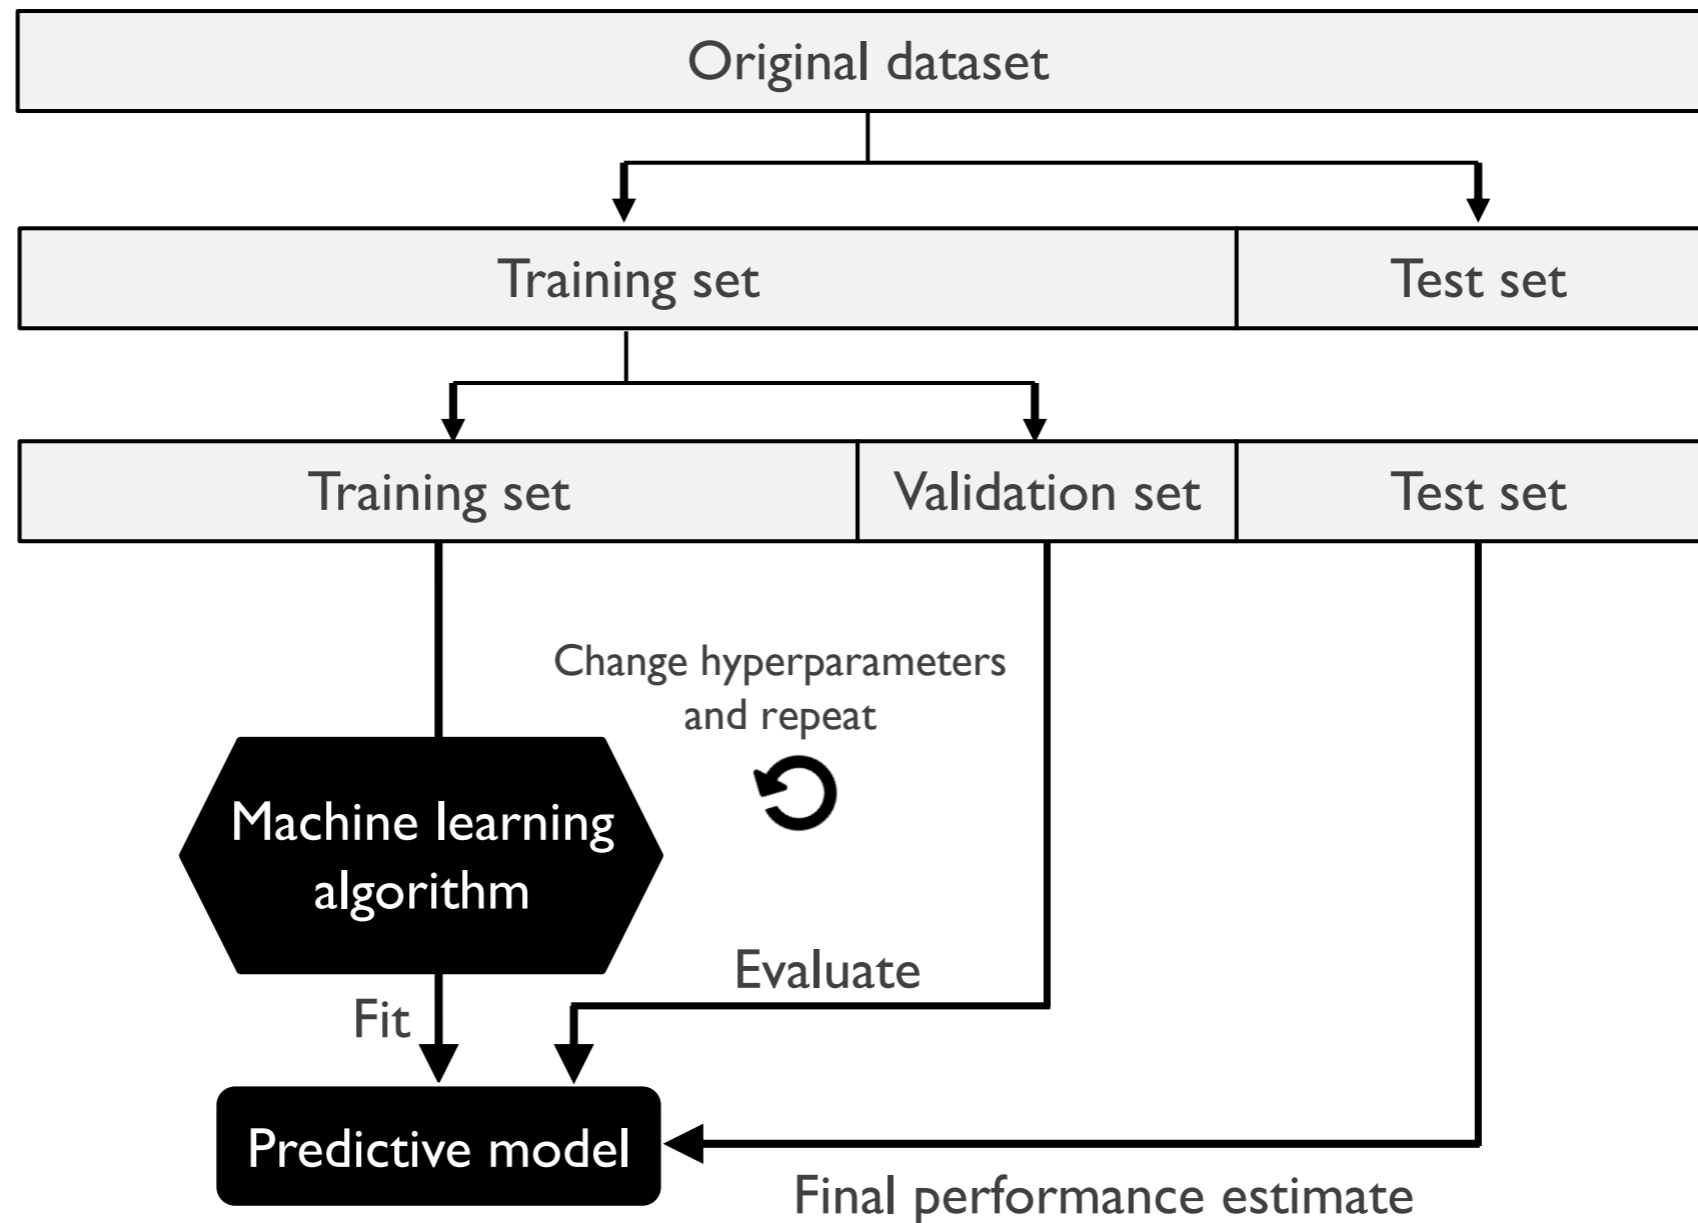 Original dataset
Training set
Test set
Training set
Validation set
Test set
Change hyperparameters
and repeat
Machine learning
algorithm
Evaluate
Fit
Predictive model
Final performance estimate